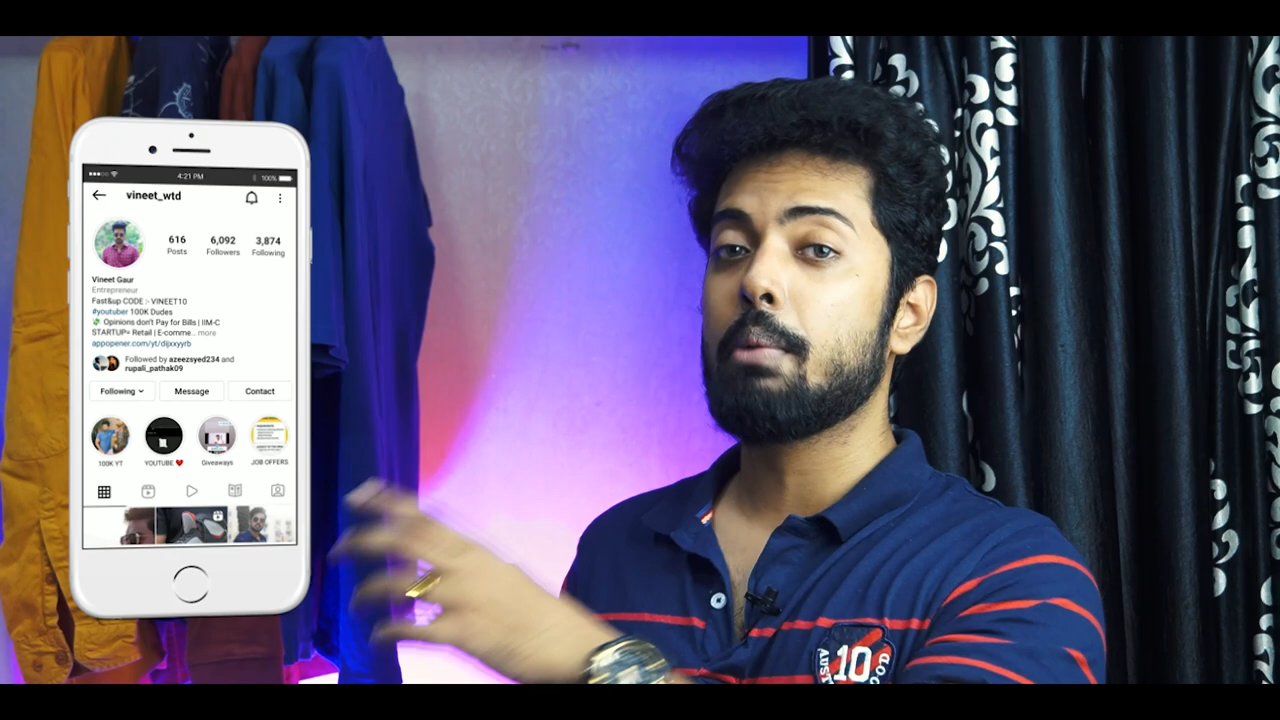 4:21 PM
100%
vineet_wtd
616
6,092
3,874
Posts
Followers
Following
Vineet Gaur
Entrepreneur
Fast&up CODE :- VINEET10
#youtuber 100K Dudes
💸 Opinions don't Pay for Bills | IIM-C
STARTUP= Retail | E-comme... more
appopener.com/yt/dijxxyyrb
Followed by azeezsyed234 and
rupali_pathak09
Following
Message
Contact
100K YT
YOUTUBE ❤️
Giveaways
JOB OFFERS
10